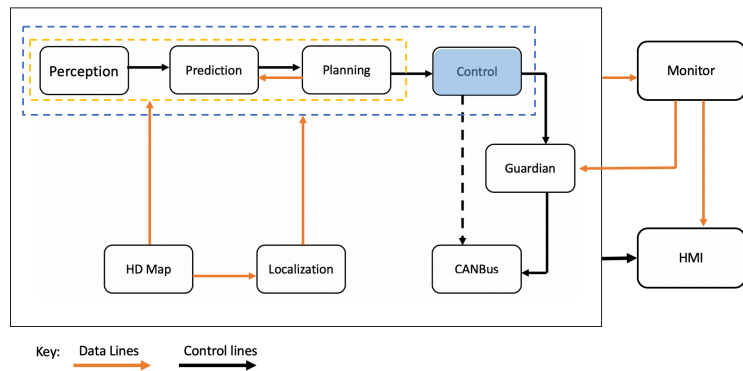 Perception
Prediction
Planning
Control
Monitor
Guardian
HD Map
Localization
CANBus
HMI
Key: Data Lines Control lines